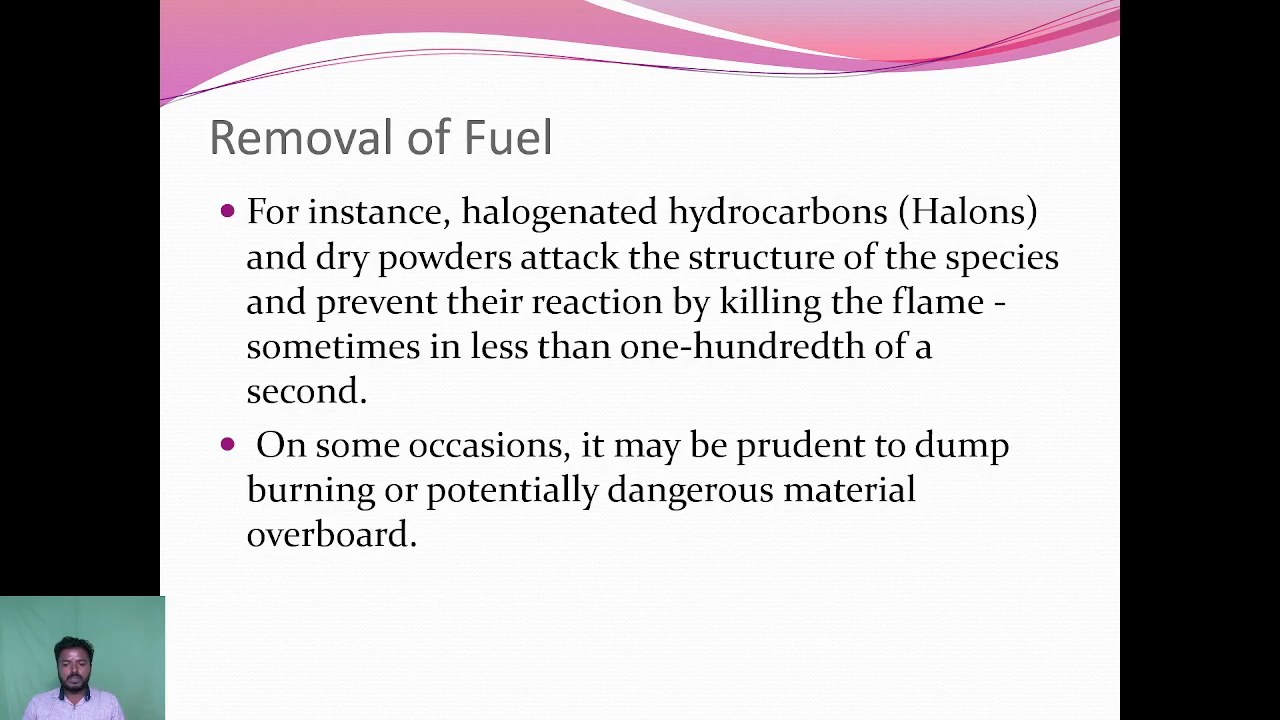 Removal of Fuel
For instance, halogenated hydrocarbons (Halons)
and dry powders attack the structure of the species
and prevent their reaction by killing the flame -
sometimes in less than one-hundredth of a
second.
On some occasions, it may be prudent to dump
burning or potentially dangerous material
overboard.